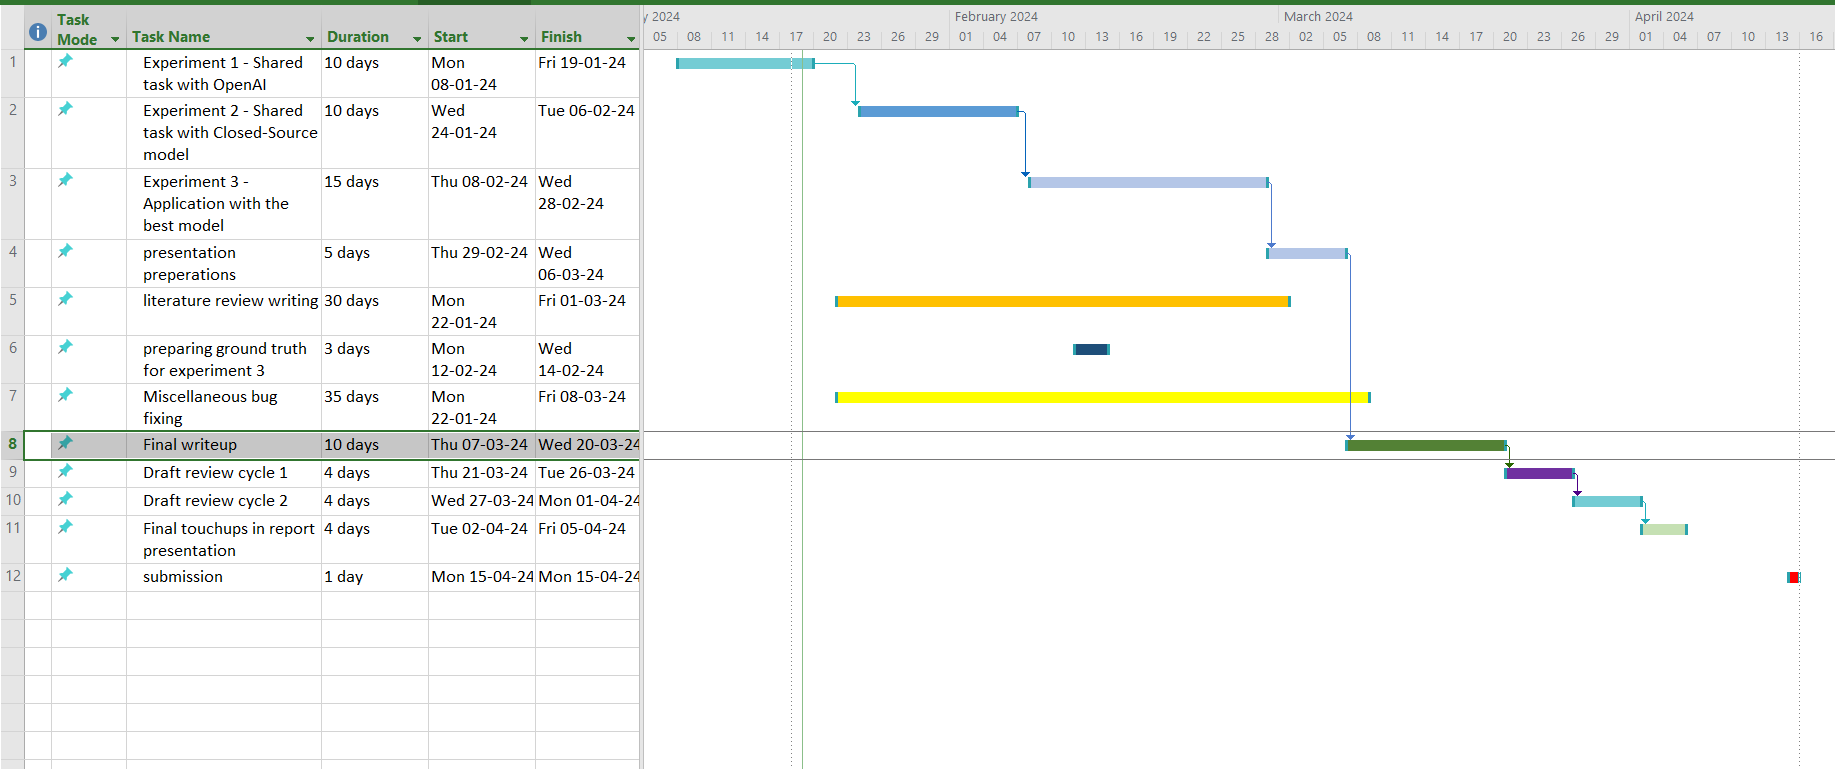 y 2024 February 2024 March 2024 April 2024
i Task Mode Task Name Duration Start Finish 05 08 11 14 17 20 23 26 29 01 04 07 10 13 16 19 22 25 28 02 05 08 11 14 17 20 23 26 29 01 04 07 10 13 16
1 Experiment 1 - Shared 10 days Mon Fri 19-01-24
task with OpenAI 08-01-24
2 Experiment 2 - Shared 10 days Wed Tue 06-02-24
task with Closed-Source 24-01-24
model
3 Experiment 3 - 15 days Thu 08-02-24 Wed
Application with the 28-02-24
best model
4 presentation 5 days Thu 29-02-24 Wed
preperations 06-03-24
5 literature review writing 30 days Mon Fri 01-03-24
22-01-24
6 preparing ground truth 3 days Mon Wed
for experiment 3 12-02-24 14-02-24
7 Miscellaneous bug 35 days Mon Fri 08-03-24
fixing 22-01-24
8 Final writeup 10 days Thu 07-03-24 Wed 20-03-24
9 Draft review cycle 1 4 days Thu 21-03-24 Tue 26-03-24
10 Draft review cycle 2 4 days Wed 27-03-24 Mon 01-04-24
11 Final touchups in report 4 days Tue 02-04-24 Fri 05-04-24
presentation
12 submission 1 day Mon 15-04-24 Mon 15-04-24